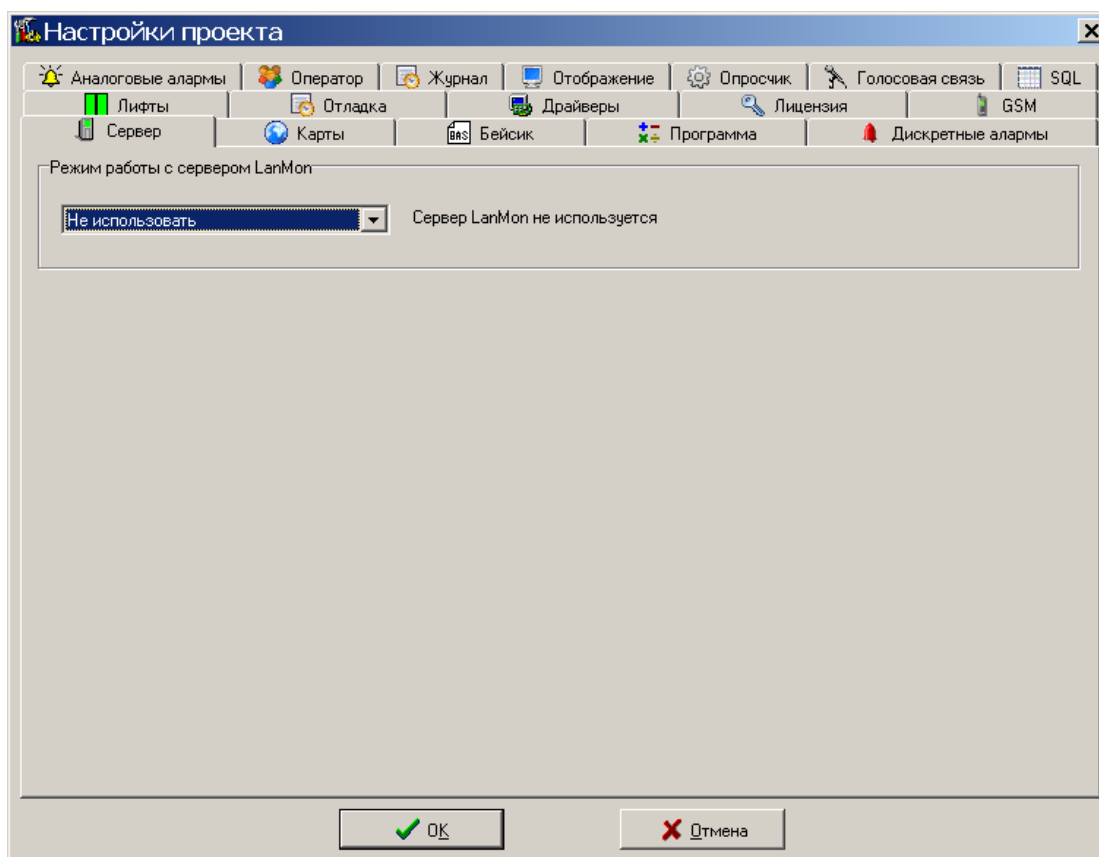 Настройки проекта
Аналоговые алармы Оператор Журнал Отображение Опросчик Голосовая связь SQL
Лифты Отладка Драйверы Лицензия GSM
Сервер Карты BAS Бейсик Программа Дискретные алармы
Режим работы с сервером LanMon
Не использовать Сервер LanMon не используется
OK Отмена